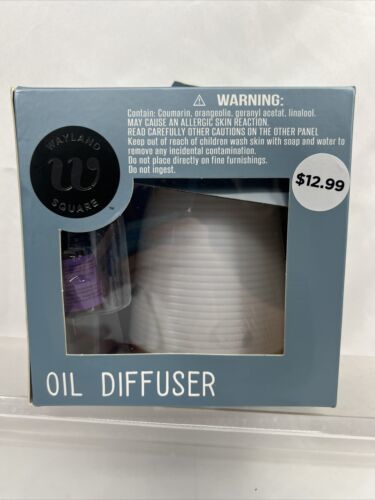 ⚠ WARNING:
Contain: Coumarin, orangeolie, geranyl acetat, linalool.
MAY CAUSE AN ALLERGIC SKIN REACTION.
READ CAREFULLY OTHER CAUTIONS ON THE OTHER PANEL
Keep out of reach of children wash skin with soap and water to
remove any incidental contamination.
Do not place directly on fine furnishings.
Do not ingest.
WAYLAND
W
SQUARE
$12.99
OIL DIFFUSER